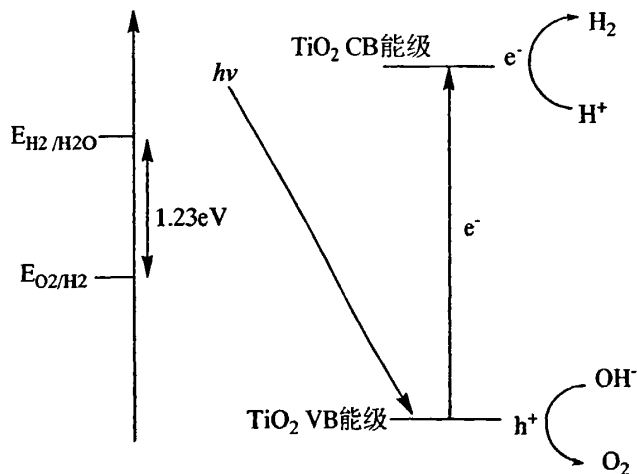 H₂
TiO₂ CB能级
e⁻
hν
H⁺
E_H2/H2O
1.23eV
e⁻
E_O2/H2
OH⁻
TiO₂ VB能级
h⁺
O₂